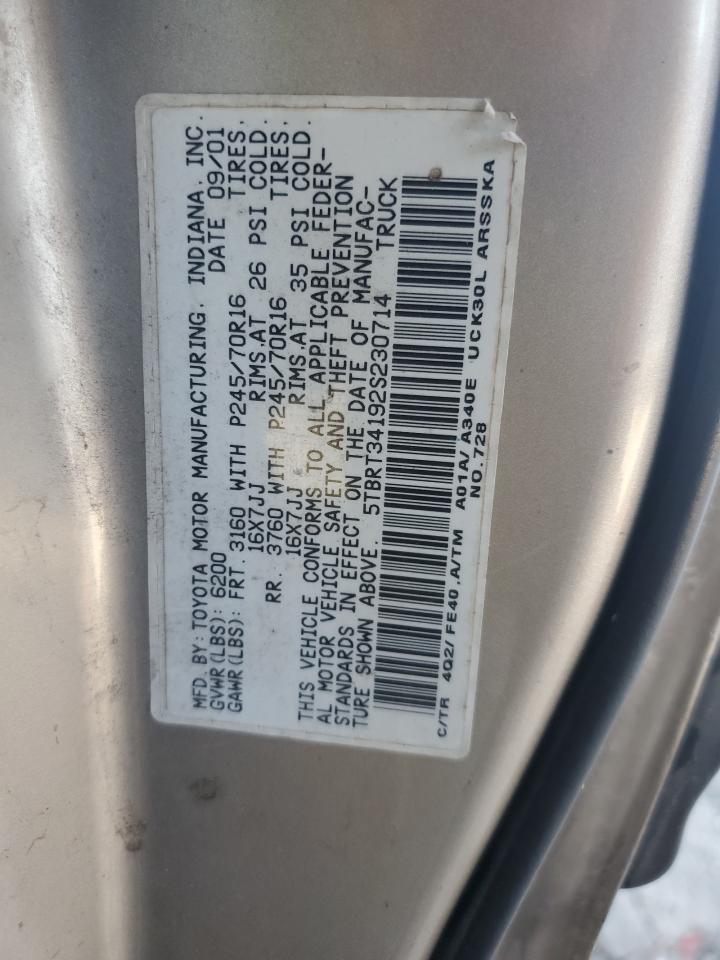 MFD. BY: TOYOTA MOTOR MANUFACTURING, INDIANA, INC.
GVWR(LBS): 6200 DATE 09/01
GAWR(LBS): FRT. 3160 WITH P245/70R16 TIRES,
16X7JJ RIMS,AT 26 PSI COLD.
RR. 3760 WITH P245/70R16 TIRES,
16X7JJ RIMS,AT 35 PSI COLD.
THIS VEHICLE CONFORMS TO ALL APPLICABLE FEDER-
AL MOTOR VEHICLE SAFETY AND THEFT PREVENTION
STANDARDS IN EFFECT ON THE DATE OF MANUFAC-
TURE SHOWN ABOVE. 5TBRT34192S230714 TRUCK
C/TR 4Q2/ FE40 ,A/TM A01A/ A340E UCK30L ARSSKA
NO.728